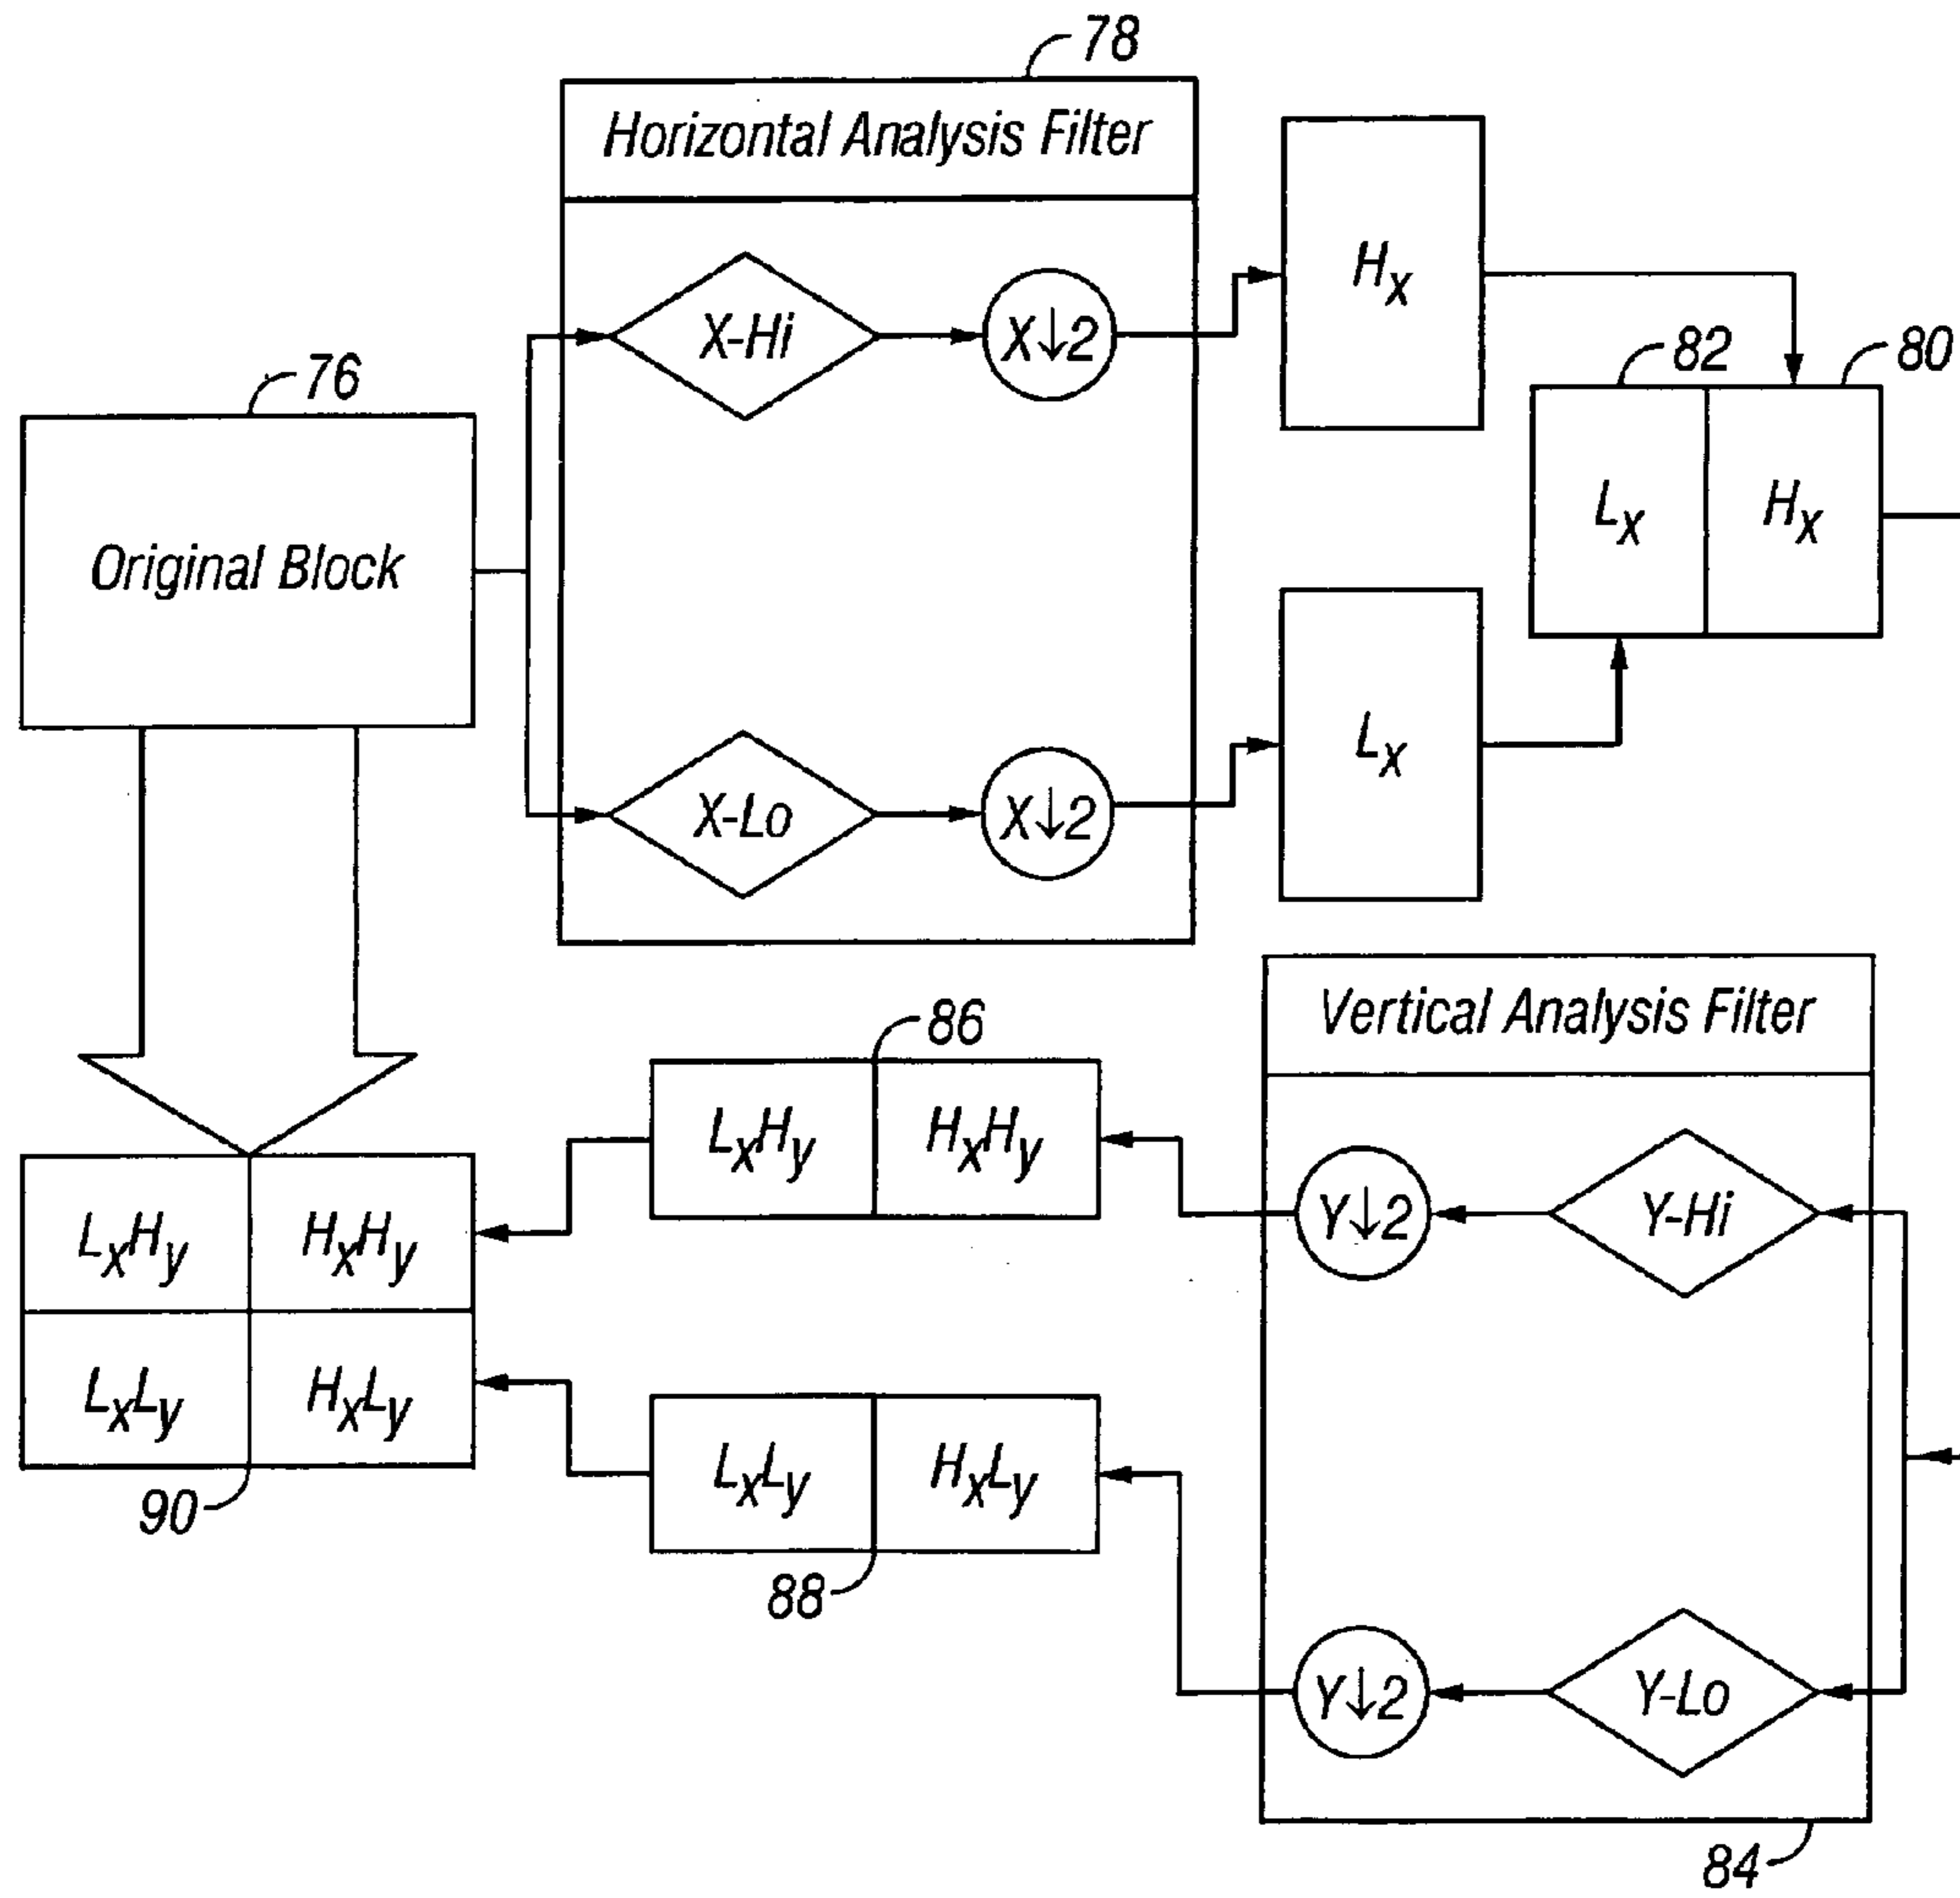 78
Horizontal Analysis Filter
X-Hi
X↓2
Hx
76
82
80
Original Block
Lx
Hx
X-Lo
X↓2
Lx
Vertical Analysis Filter
86
LxHy
HxHy
Y↓2
Y-Hi
LxHy
HxHy
LxLy
HxLy
LxLy
HxLy
90
88
Y↓2
Y-Lo
84